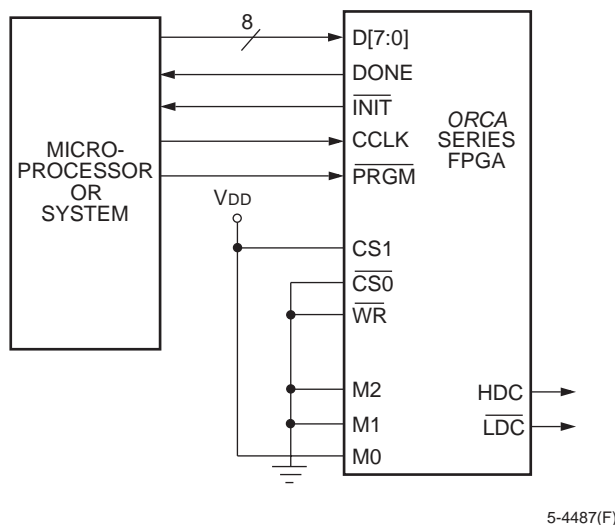 8
D[7:0]
DONE
INIT
CCLK
PRGM
MICRO-
PROCESSOR
OR
SYSTEM
ORCA
SERIES
FPGA
VDD
CS1
CS0
WR
M2
M1
M0
HDC
LDC
5-4487(F)